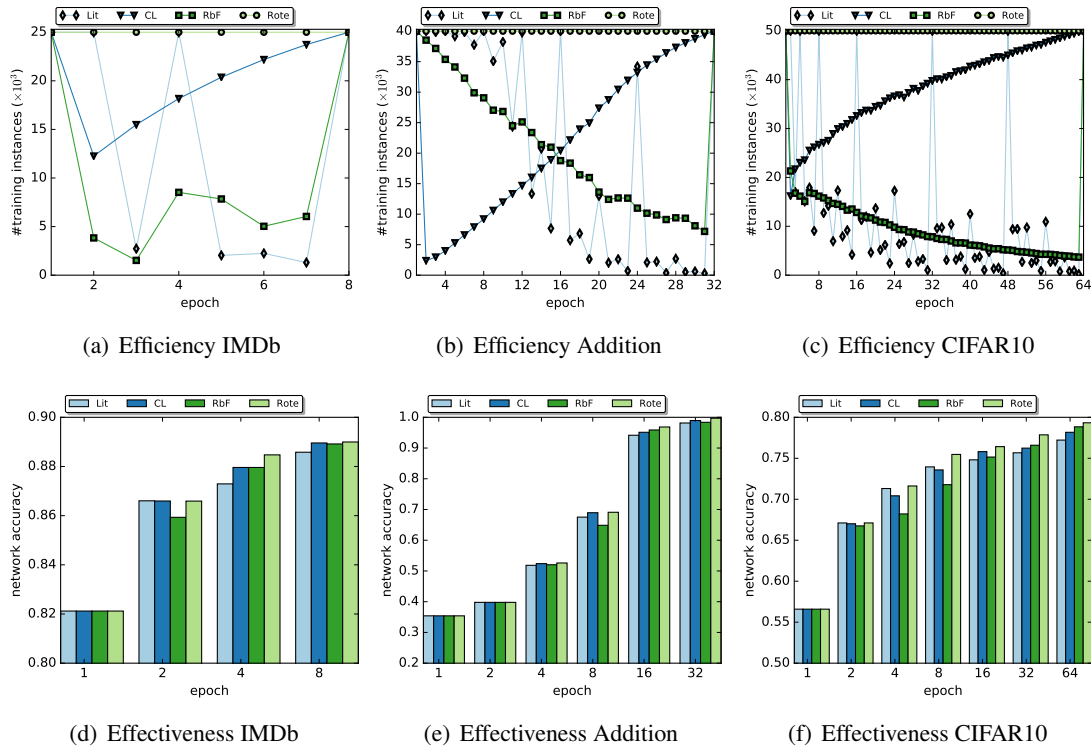 Lit CL RbF Rote
#training instances (×10³)
25
20
15
10
5
0
2 4 6 8
epoch
(a) Efficiency IMDb
Lit CL RbF Rote
#training instances (×10³)
40
35
30
25
20
15
10
5
0
4 8 12 16 20 24 28 32
epoch
(b) Efficiency Addition
Lit CL RbF Rote
#training instances (×10³)
50
40
30
20
10
0
8 16 24 32 40 48 56 64
epoch
(c) Efficiency CIFAR10
Lit CL RbF Rote
network accuracy
0.90
0.88
0.86
0.84
0.82
0.80
1 2 4 8
epoch
(d) Effectiveness IMDb
Lit CL RbF Rote
network accuracy
1.0
0.9
0.8
0.7
0.6
0.5
0.4
0.3
0.2
1 2 4 8 16 32
epoch
(e) Effectiveness Addition
Lit CL RbF Rote
network accuracy
0.80
0.75
0.70
0.65
0.60
0.55
0.50
1 2 4 8 16 32 64
epoch
(f) Effectiveness CIFAR10